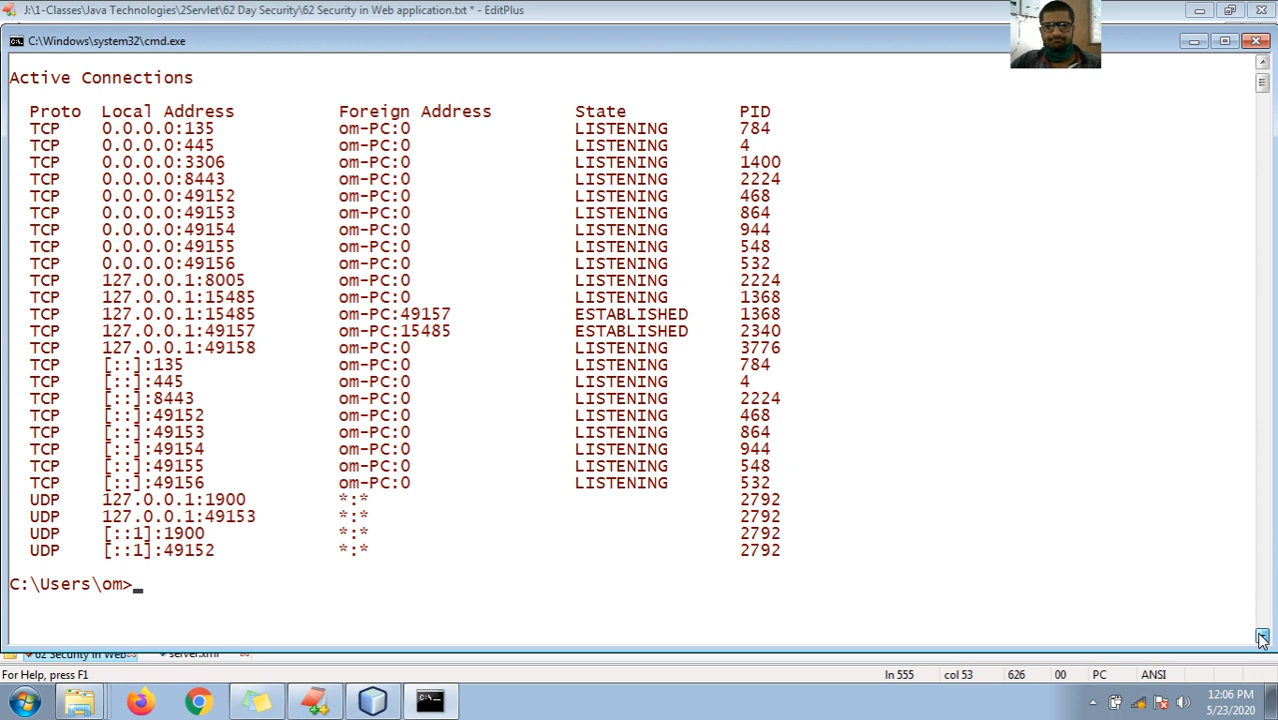 J:\1-Classes\Java Technologies\2Servlet\62 Day Security\62 Security in Web application.txt * - EditPlus
C:\Windows\system32\cmd.exe
Active Connections
Proto Local Address Foreign Address State PID
TCP 0.0.0.0:135 om-PC:0 LISTENING 784
TCP 0.0.0.0:445 om-PC:0 LISTENING 4
TCP 0.0.0.0:3306 om-PC:0 LISTENING 1400
TCP 0.0.0.0:8443 om-PC:0 LISTENING 2224
TCP 0.0.0.0:49152 om-PC:0 LISTENING 468
TCP 0.0.0.0:49153 om-PC:0 LISTENING 864
TCP 0.0.0.0:49154 om-PC:0 LISTENING 944
TCP 0.0.0.0:49155 om-PC:0 LISTENING 548
TCP 0.0.0.0:49156 om-PC:0 LISTENING 532
TCP 127.0.0.1:8005 om-PC:0 LISTENING 2224
TCP 127.0.0.1:15485 om-PC:0 LISTENING 1368
TCP 127.0.0.1:15485 om-PC:49157 ESTABLISHED 1368
TCP 127.0.0.1:49157 om-PC:15485 ESTABLISHED 2340
TCP 127.0.0.1:49158 om-PC:0 LISTENING 3776
TCP [::]:135 om-PC:0 LISTENING 784
TCP [::]:445 om-PC:0 LISTENING 4
TCP [::]:8443 om-PC:0 LISTENING 2224
TCP [::]:49152 om-PC:0 LISTENING 468
TCP [::]:49153 om-PC:0 LISTENING 864
TCP [::]:49154 om-PC:0 LISTENING 944
TCP [::]:49155 om-PC:0 LISTENING 548
TCP [::]:49156 om-PC:0 LISTENING 532
UDP 127.0.0.1:1900 *:* 2792
UDP 127.0.0.1:49153 *:* 2792
UDP [::1]:1900 *:* 2792
UDP [::1]:49152 *:* 2792
C:\Users\om>_
62 Security in Web server.xml
For Help, press F1 ln 555 col 53 626 00 PC ANSI
12:06 PM
5/23/2020